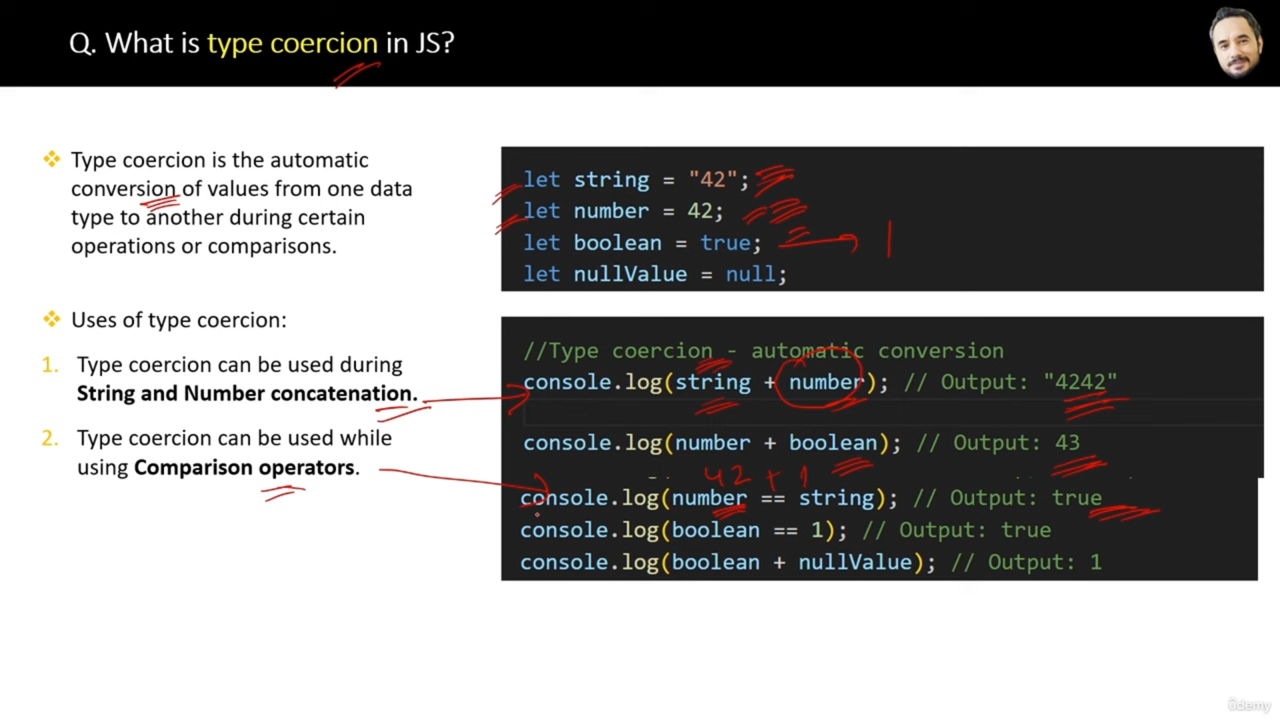 Q. What is type coercion in JS?
Type coercion is the automatic
conversion of values from one data
type to another during certain
operations or comparisons.
Uses of type coercion:
1. Type coercion can be used during
String and Number concatenation.
2. Type coercion can be used while
using Comparison operators.
let string = "42";
let number = 42;
let boolean = true; 1
let nullValue = null;
//Type coercion - automatic conversion
console.log(string + number); // Output: "4242"
console.log(number + boolean); // Output: 43
42 + 1
console.log(number == string); // Output: true
console.log(boolean == 1); // Output: true
console.log(boolean + nullValue); // Output: 1
ûdemy